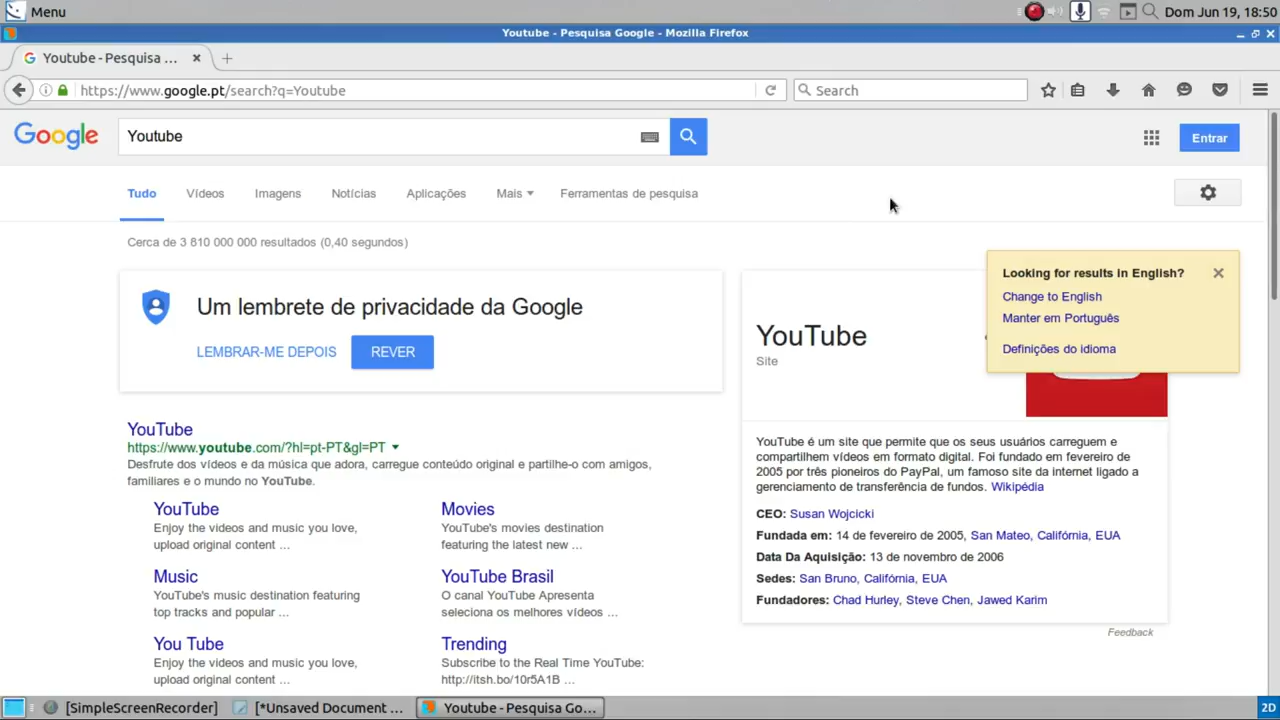 Menu
Dom Jun 19, 18:50
Youtube - Pesquisa Google - Mozilla Firefox
Youtube - Pesquisa ...
https://www.google.pt/search?q=Youtube
Search
Google
Youtube
Entrar
Tudo
Vídeos
Imagens
Notícias
Aplicações
Mais
Ferramentas de pesquisa
Cerca de 3 810 000 000 resultados (0,40 segundos)
Um lembrete de privacidade da Google
LEMBRAR-ME DEPOIS
REVER
Looking for results in English?
Change to English
Manter em Português
Definições do idioma
YouTube
Site
YouTube é um site que permite que os seus usuários carreguem e
compartilhem vídeos em formato digital. Foi fundado em fevereiro de
2005 por três pioneiros do PayPal, um famoso site da internet ligado a
gerenciamento de transferência de fundos. Wikipédia
CEO: Susan Wojcicki
Fundada em: 14 de fevereiro de 2005, San Mateo, Califórnia, EUA
Data Da Aquisição: 13 de novembro de 2006
Sedes: San Bruno, Califórnia, EUA
Fundadores: Chad Hurley, Steve Chen, Jawed Karim
Feedback
YouTube
https://www.youtube.com/?hl=pt-PT&gl=PT
Desfrute dos vídeos e da música que adora, carregue conteúdo original e partilhe-o com amigos,
familiares e o mundo no YouTube.
YouTube
Enjoy the videos and music you love,
upload original content ...
Movies
YouTube's movies destination
featuring the latest new ...
Music
YouTube's music destination featuring
top tracks and popular ...
YouTube Brasil
O canal YouTube Apresenta
seleciona os melhores vídeos ...
You Tube
Enjoy the videos and music you love,
upload original content ...
Trending
Subscribe to the Real Time YouTube:
http://itsh.bo/10r5A1B ...
[SimpleScreenRecorder]
[*Unsaved Document ...
Youtube - Pesquisa Go...
2D